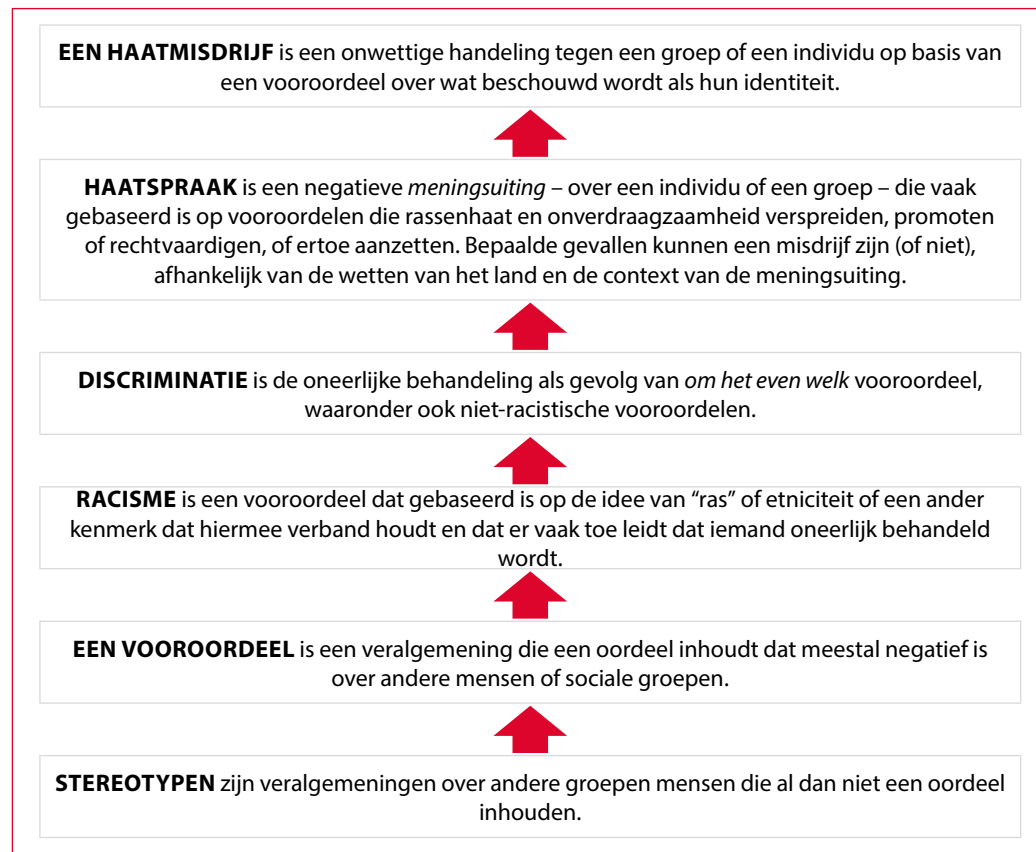 EEN HAATMISDRIJF is een onwettige handeling tegen een groep of een individu op basis van
een vooroordeel over wat beschouwd wordt als hun identiteit.
HAATSPRAAK is een negatieve meningsuiting – over een individu of een groep – die vaak
gebaseerd is op vooroordelen die rassenhaat en onverdraagzaamheid verspreiden, promoten
of rechtvaardigen, of ertoe aanzetten. Bepaalde gevallen kunnen een misdrijf zijn (of niet),
afhankelijk van de wetten van het land en de context van de meningsuiting.
DISCRIMINATIE is de oneerlijke behandeling als gevolg van om het even welk vooroordeel,
waaronder ook niet-racistische vooroordelen.
RACISME is een vooroordeel dat gebaseerd is op de idee van “ras” of etniciteit of een ander
kenmerk dat hiermee verband houdt en dat er vaak toe leidt dat iemand oneerlijk behandeld
wordt.
EEN VOOROORDEEL is een veralgemening die een oordeel inhoudt dat meestal negatief is
over andere mensen of sociale groepen.
STEREOTYPEN zijn veralgemeningen over andere groepen mensen die al dan niet een oordeel
inhouden.